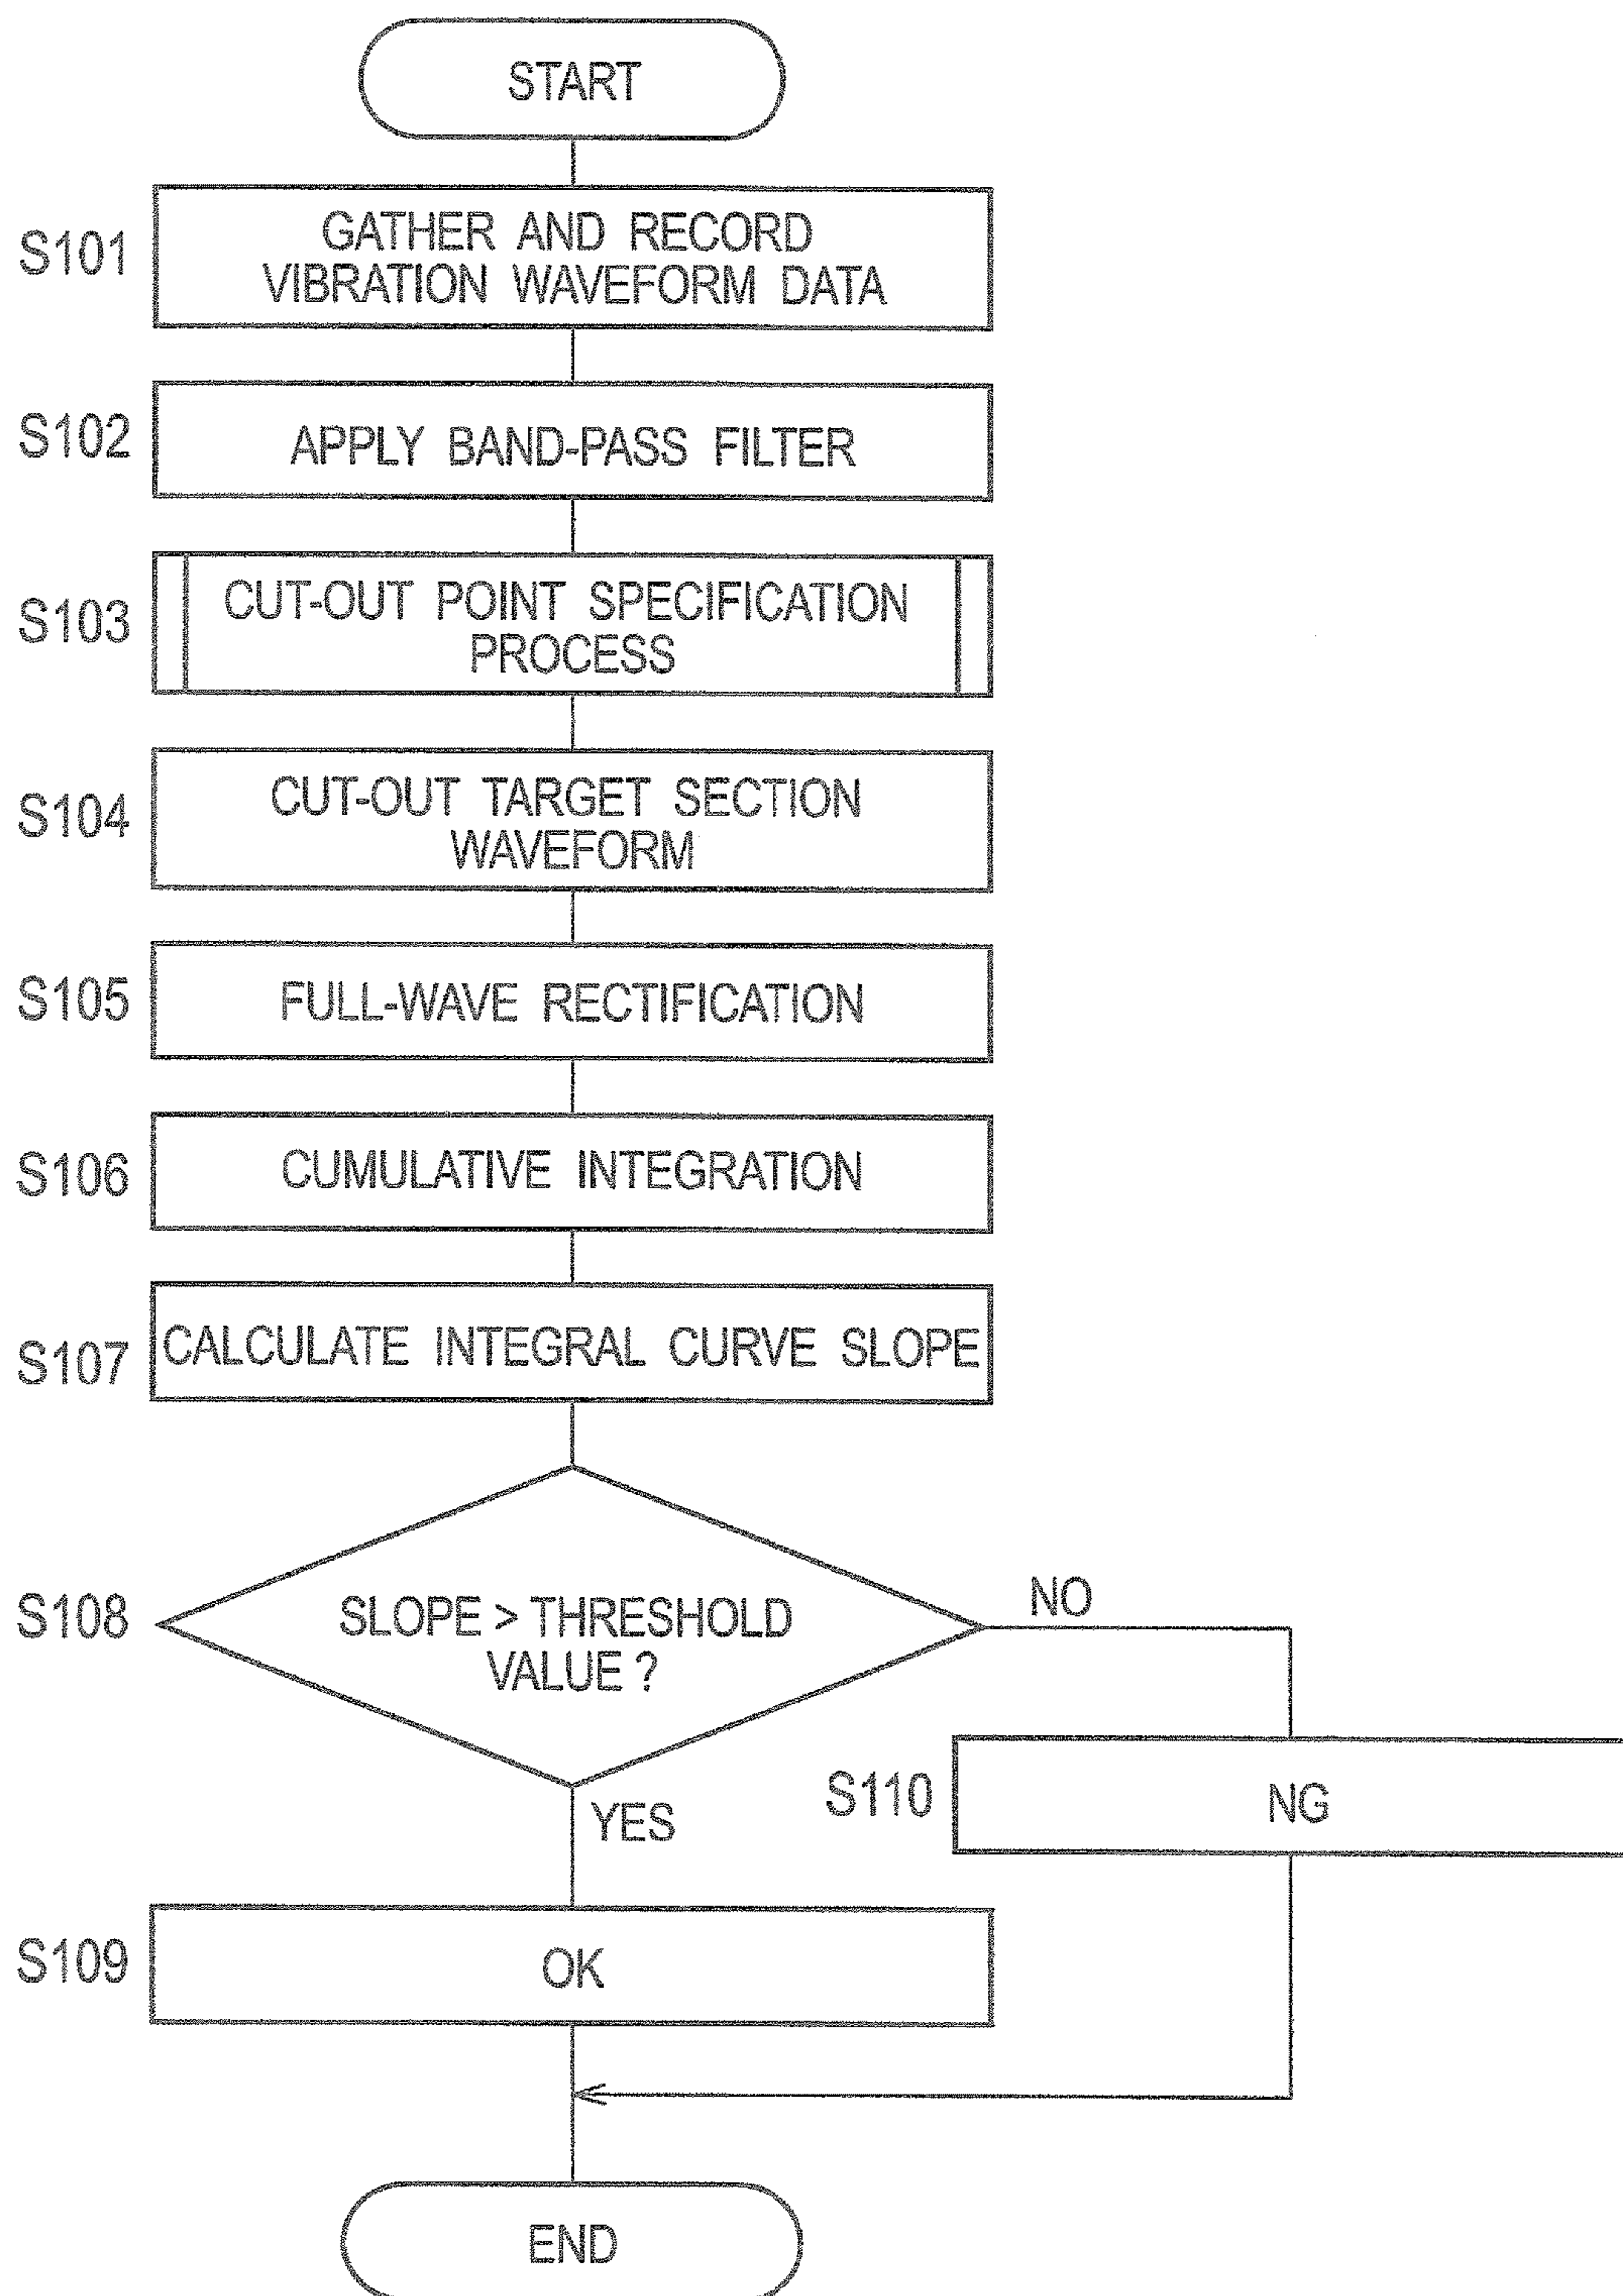 START
S101
GATHER AND RECORD
VIBRATION WAVEFORM DATA
S102
APPLY BAND-PASS FILTER
S103
CUT-OUT POINT SPECIFICATION
PROCESS
S104
CUT-OUT TARGET SECTION
WAVEFORM
S105
FULL-WAVE RECTIFICATION
S106
CUMULATIVE INTEGRATION
S107
CALCULATE INTEGRAL CURVE SLOPE
S108
SLOPE > THRESHOLD
VALUE ?
NO
YES
S110
NG
S109
OK
END